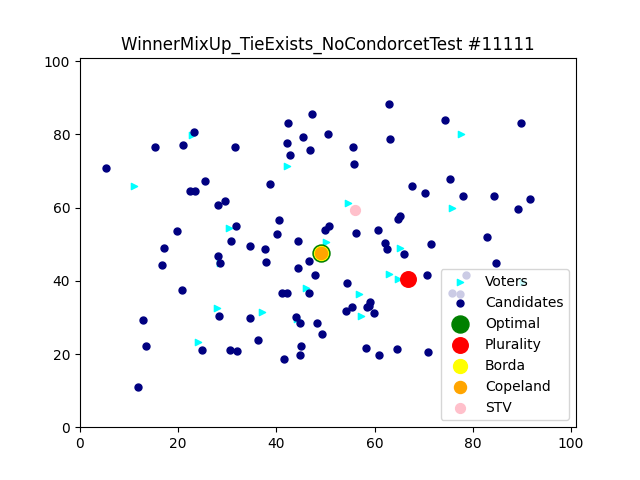 WinnerMixUp_TieExists_NoCondorcetTest #11111
100
80
60
40
20
0
0 20 40 60 80 100
Voters
Candidates
Optimal
Plurality
Borda
Copeland
STV